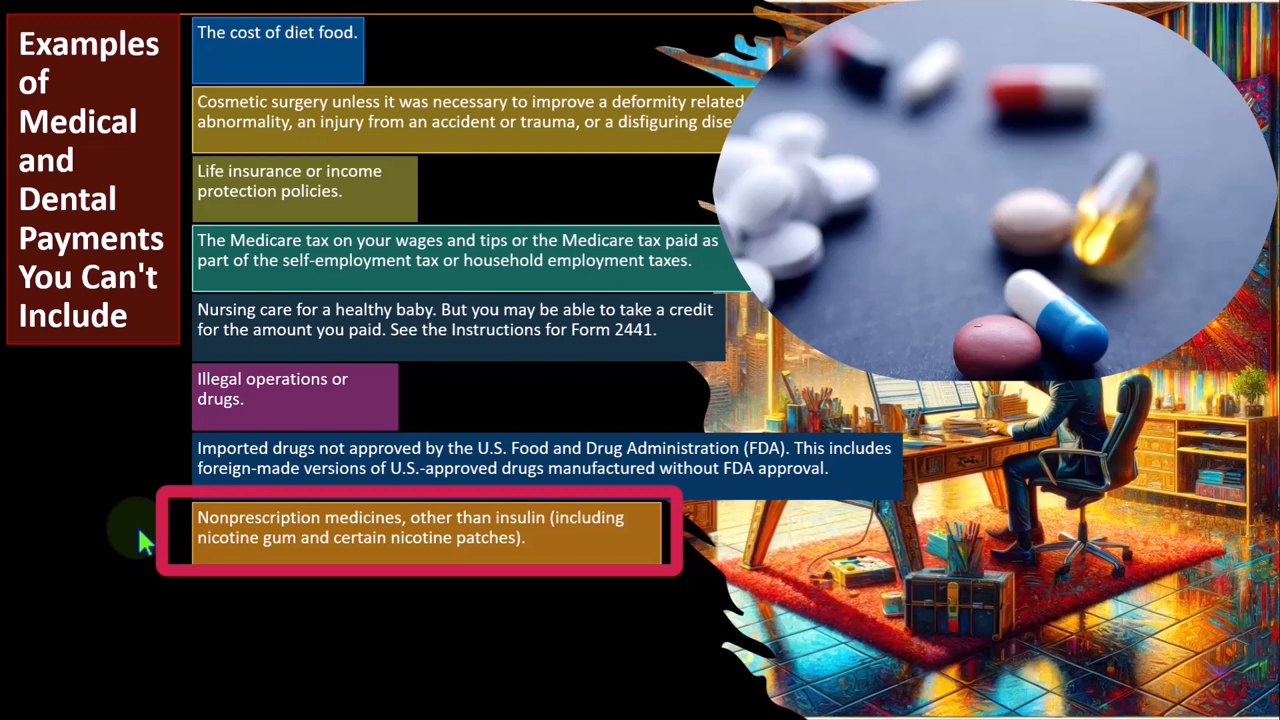 Examples
of
Medical
and
Dental
Payments
You Can't
Include
The cost of diet food.
Cosmetic surgery unless it was necessary to improve a deformity related
abnormality, an injury from an accident or trauma, or a disfiguring
Life insurance or income
protection policies.
The Medicare tax on your wages and tips or the Medicare tax paid as
part of the self-employment tax or household employment taxes.
Nursing care for a healthy baby. But you may be able to take a credit
for the amount you paid. See the Instructions for Form 2441.
Illegal operations or
drugs.
Imported drugs not approved by the U.S. Food and Drug Administration (FDA). This includes
foreign-made versions of U.S.-approved drugs manufactured without FDA approval.
Nonprescription medicines, other than insulin (including
nicotine gum and certain nicotine patches).